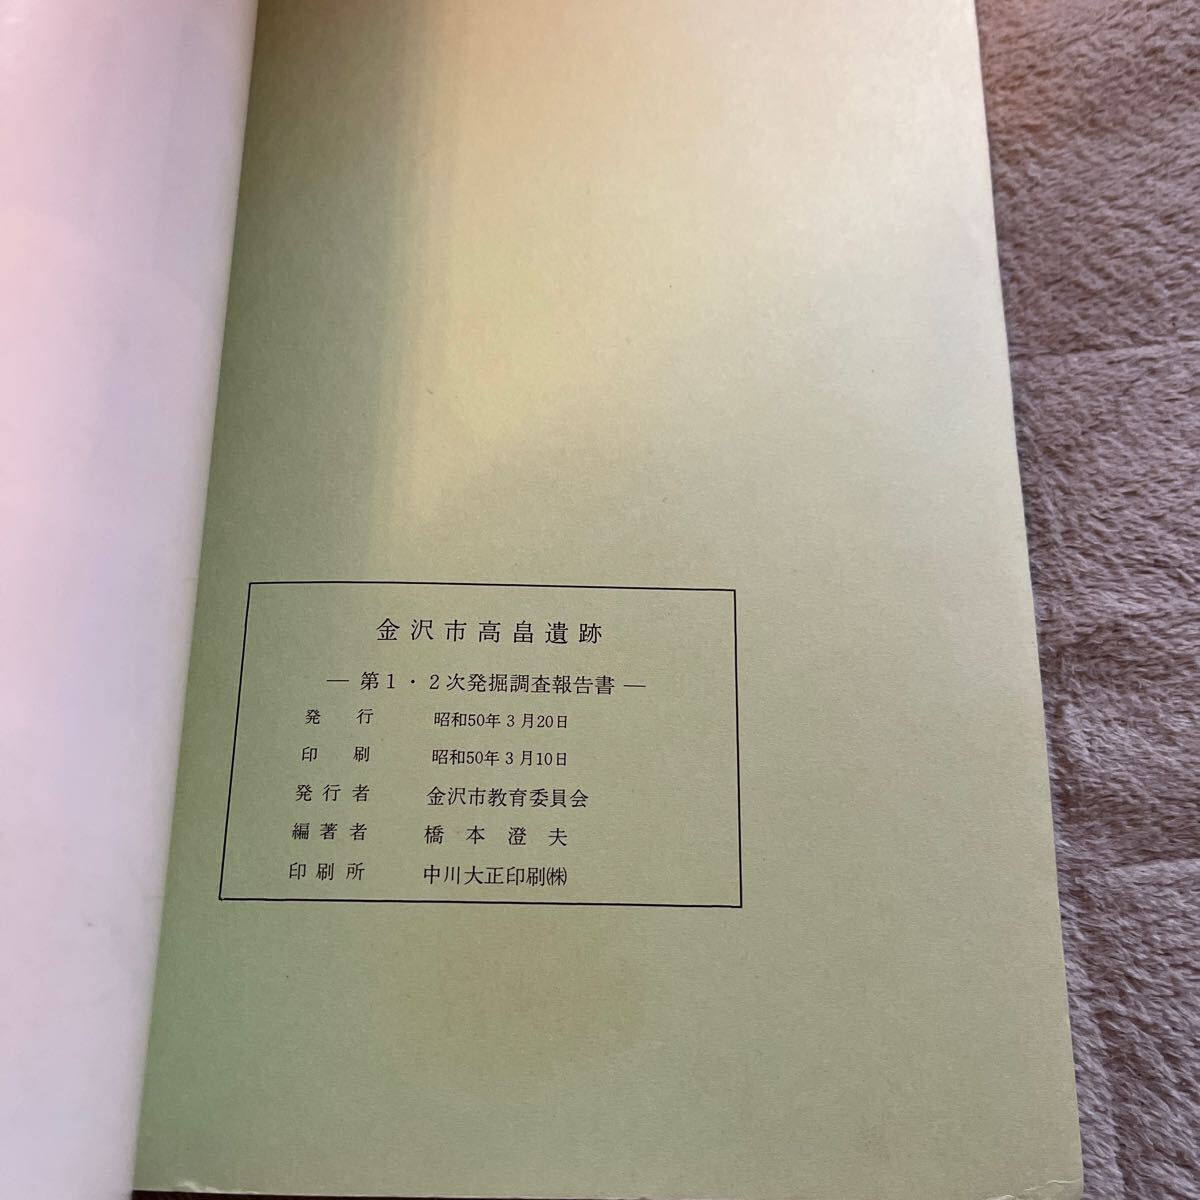 金沢市高畠遺跡
― 第1・2次発掘調査報告書 ―
発行 昭和50年3月20日
印刷 昭和50年3月10日
発行者 金沢市教育委員会
編著者 橋本澄夫
印刷所 中川大正印刷㈱